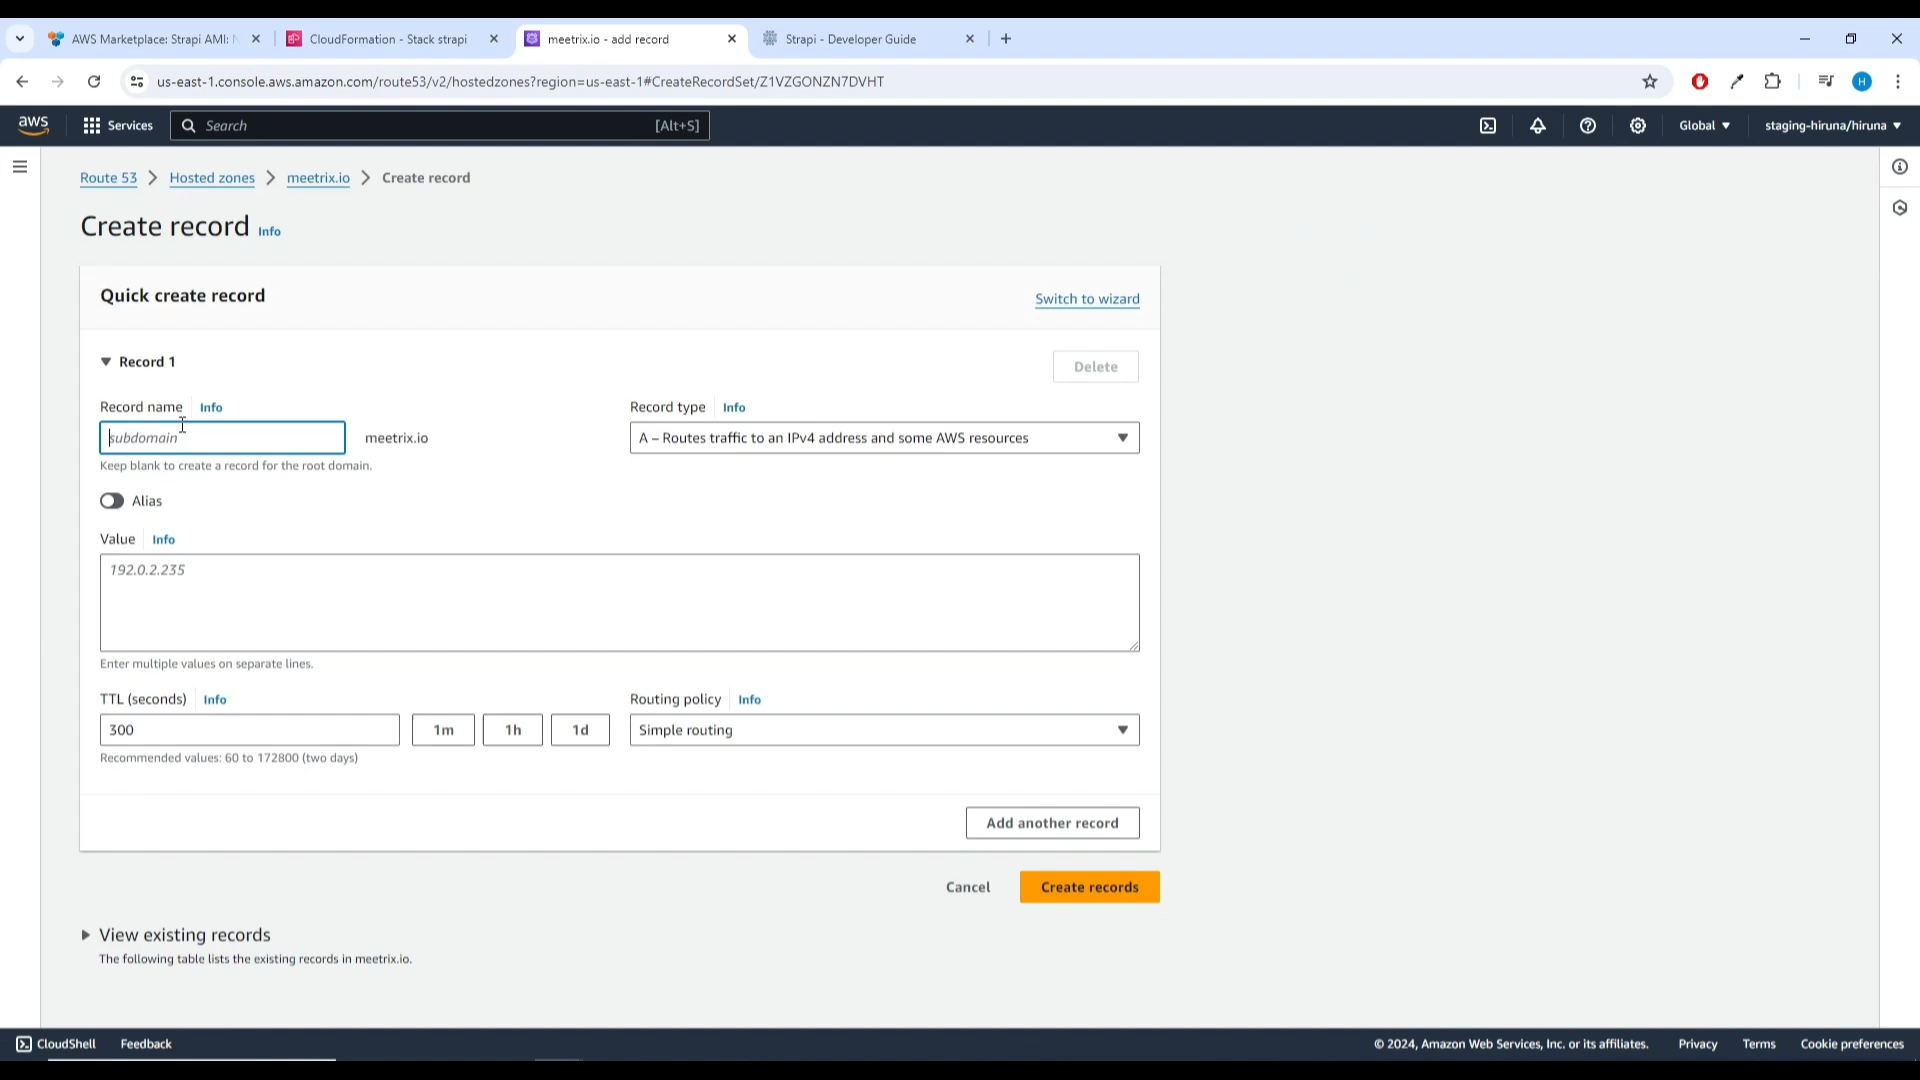 AWS Marketplace: Strapi AMI:
CloudFormation - Stack strapi
meetrix.io - add record
Strapi - Developer Guide
us-east-1.console.aws.amazon.com/route53/v2/hostedzones?region=us-east-1#CreateRecordSet/Z1VZGONZN7DVHT
H
aws
Services
Search
[Alt+S]
Global
staging-hiruna/hiruna
Route 53
Hosted zones
meetrix.io
Create record
Create record Info
Quick create record
Switch to wizard
Record 1
Delete
Record name Info
Record type Info
subdomain
meetrix.io
A – Routes traffic to an IPv4 address and some AWS resources
Keep blank to create a record for the root domain.
Alias
Value Info
192.0.2.235
Enter multiple values on separate lines.
TTL (seconds) Info
Routing policy Info
300
1m
1h
1d
Simple routing
Recommended values: 60 to 172800 (two days)
Add another record
Cancel
Create records
View existing records
The following table lists the existing records in meetrix.io.
CloudShell
Feedback
© 2024, Amazon Web Services, Inc. or its affiliates.
Privacy
Terms
Cookie preferences